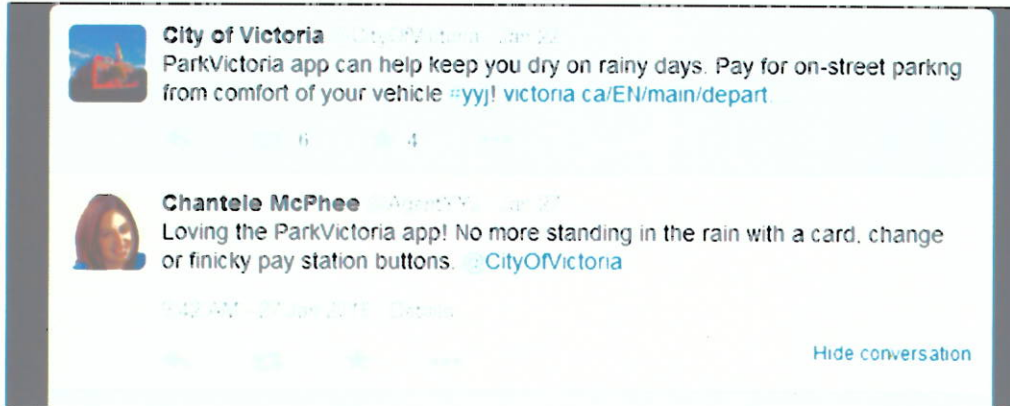 City of Victoria
ParkVictoria app can help keep you dry on rainy days. Pay for on-street parkng
from comfort of your vehicle #yyj! victoria ca/EN/main/depart
6 4
Chantele McPhee
Loving the ParkVictoria app! No more standing in the rain with a card, change
or finicky pay station buttons. @CityOfVictoria
Hide conversation